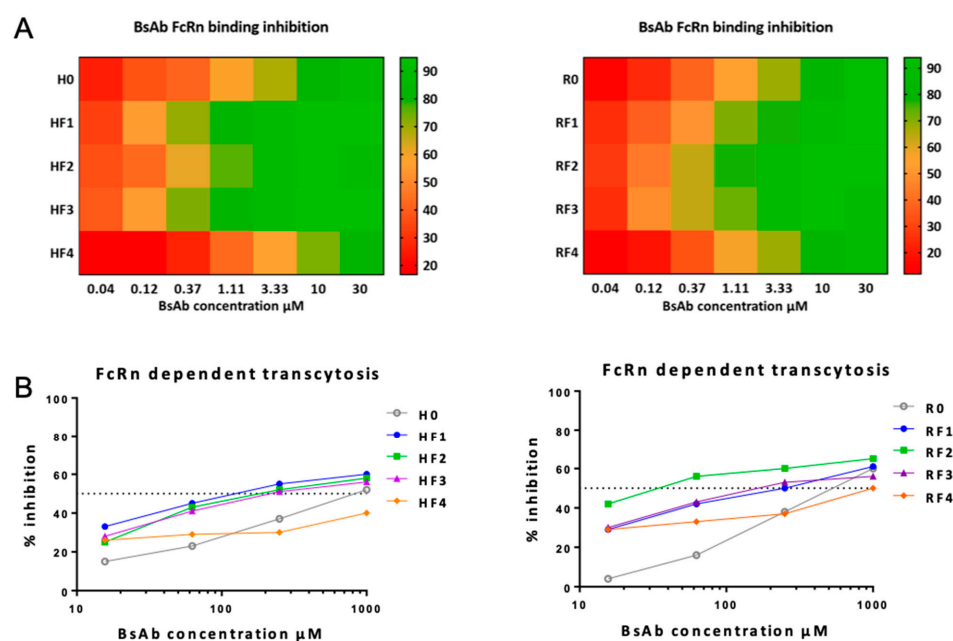 A
BsAb FcRn binding inhibition
H0
HF1
HF2
HF3
HF4
0.04 0.12 0.37 1.11 3.33 10 30
BsAb concentration µM
90
80
70
60
50
40
30
20
BsAb FcRn binding inhibition
R0
RF1
RF2
RF3
RF4
0.04 0.12 0.37 1.11 3.33 10 30
BsAb concentration µM
90
80
70
60
50
40
30
20
B
FcRn dependent transcytosis
% inhibition
100
80
60
40
20
0
10 100 1000
BsAb concentration µM
H0
HF1
HF2
HF3
HF4
FcRn dependent transcytosis
% inhibition
100
80
60
40
20
0
10 100 1000
BsAb concentration µM
R0
RF1
RF2
RF3
RF4